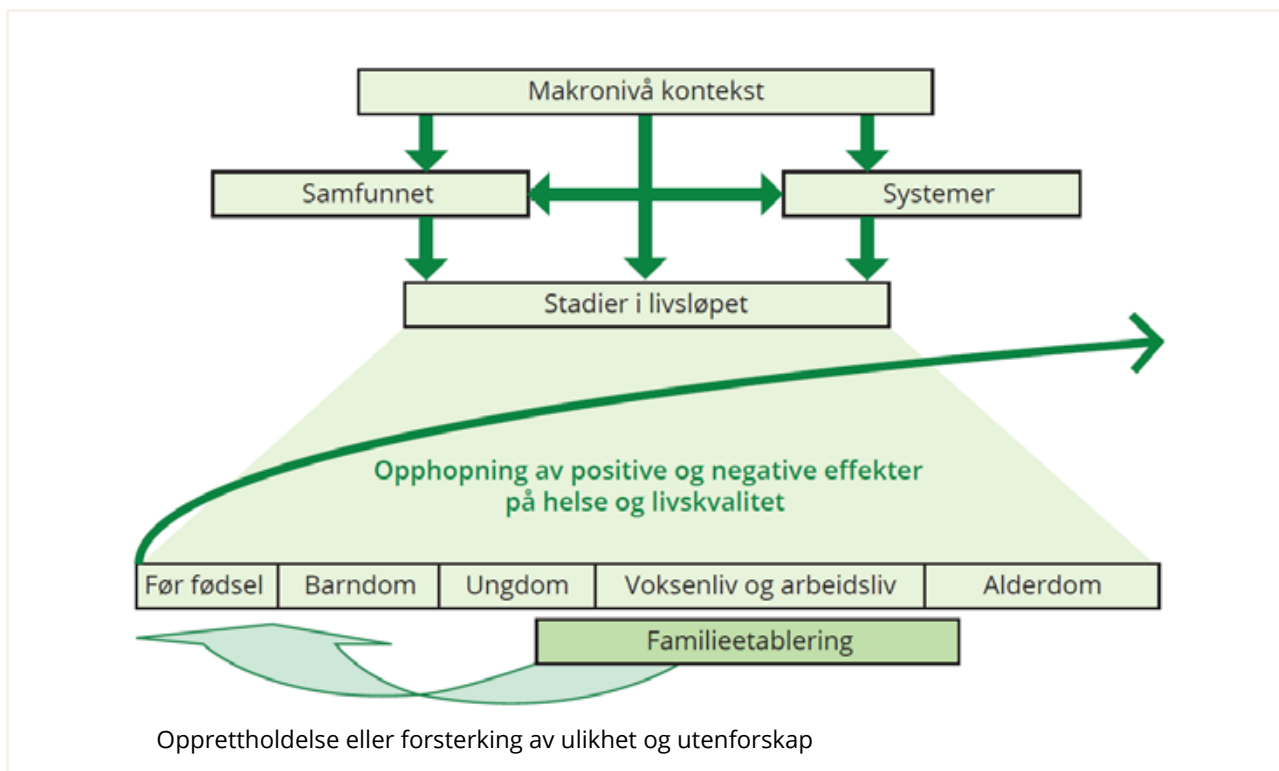 Makronivå kontekst
Samfunnet
Systemer
Stadier i livsløpet
Opphopning av positive og negative effekter
på helse og livskvalitet
Før fødsel
Barndom
Ungdom
Voksenliv og arbeidsliv
Alderdom
Familieetablering
Opprettholdelse eller forsterking av ulikhet og utenforskap